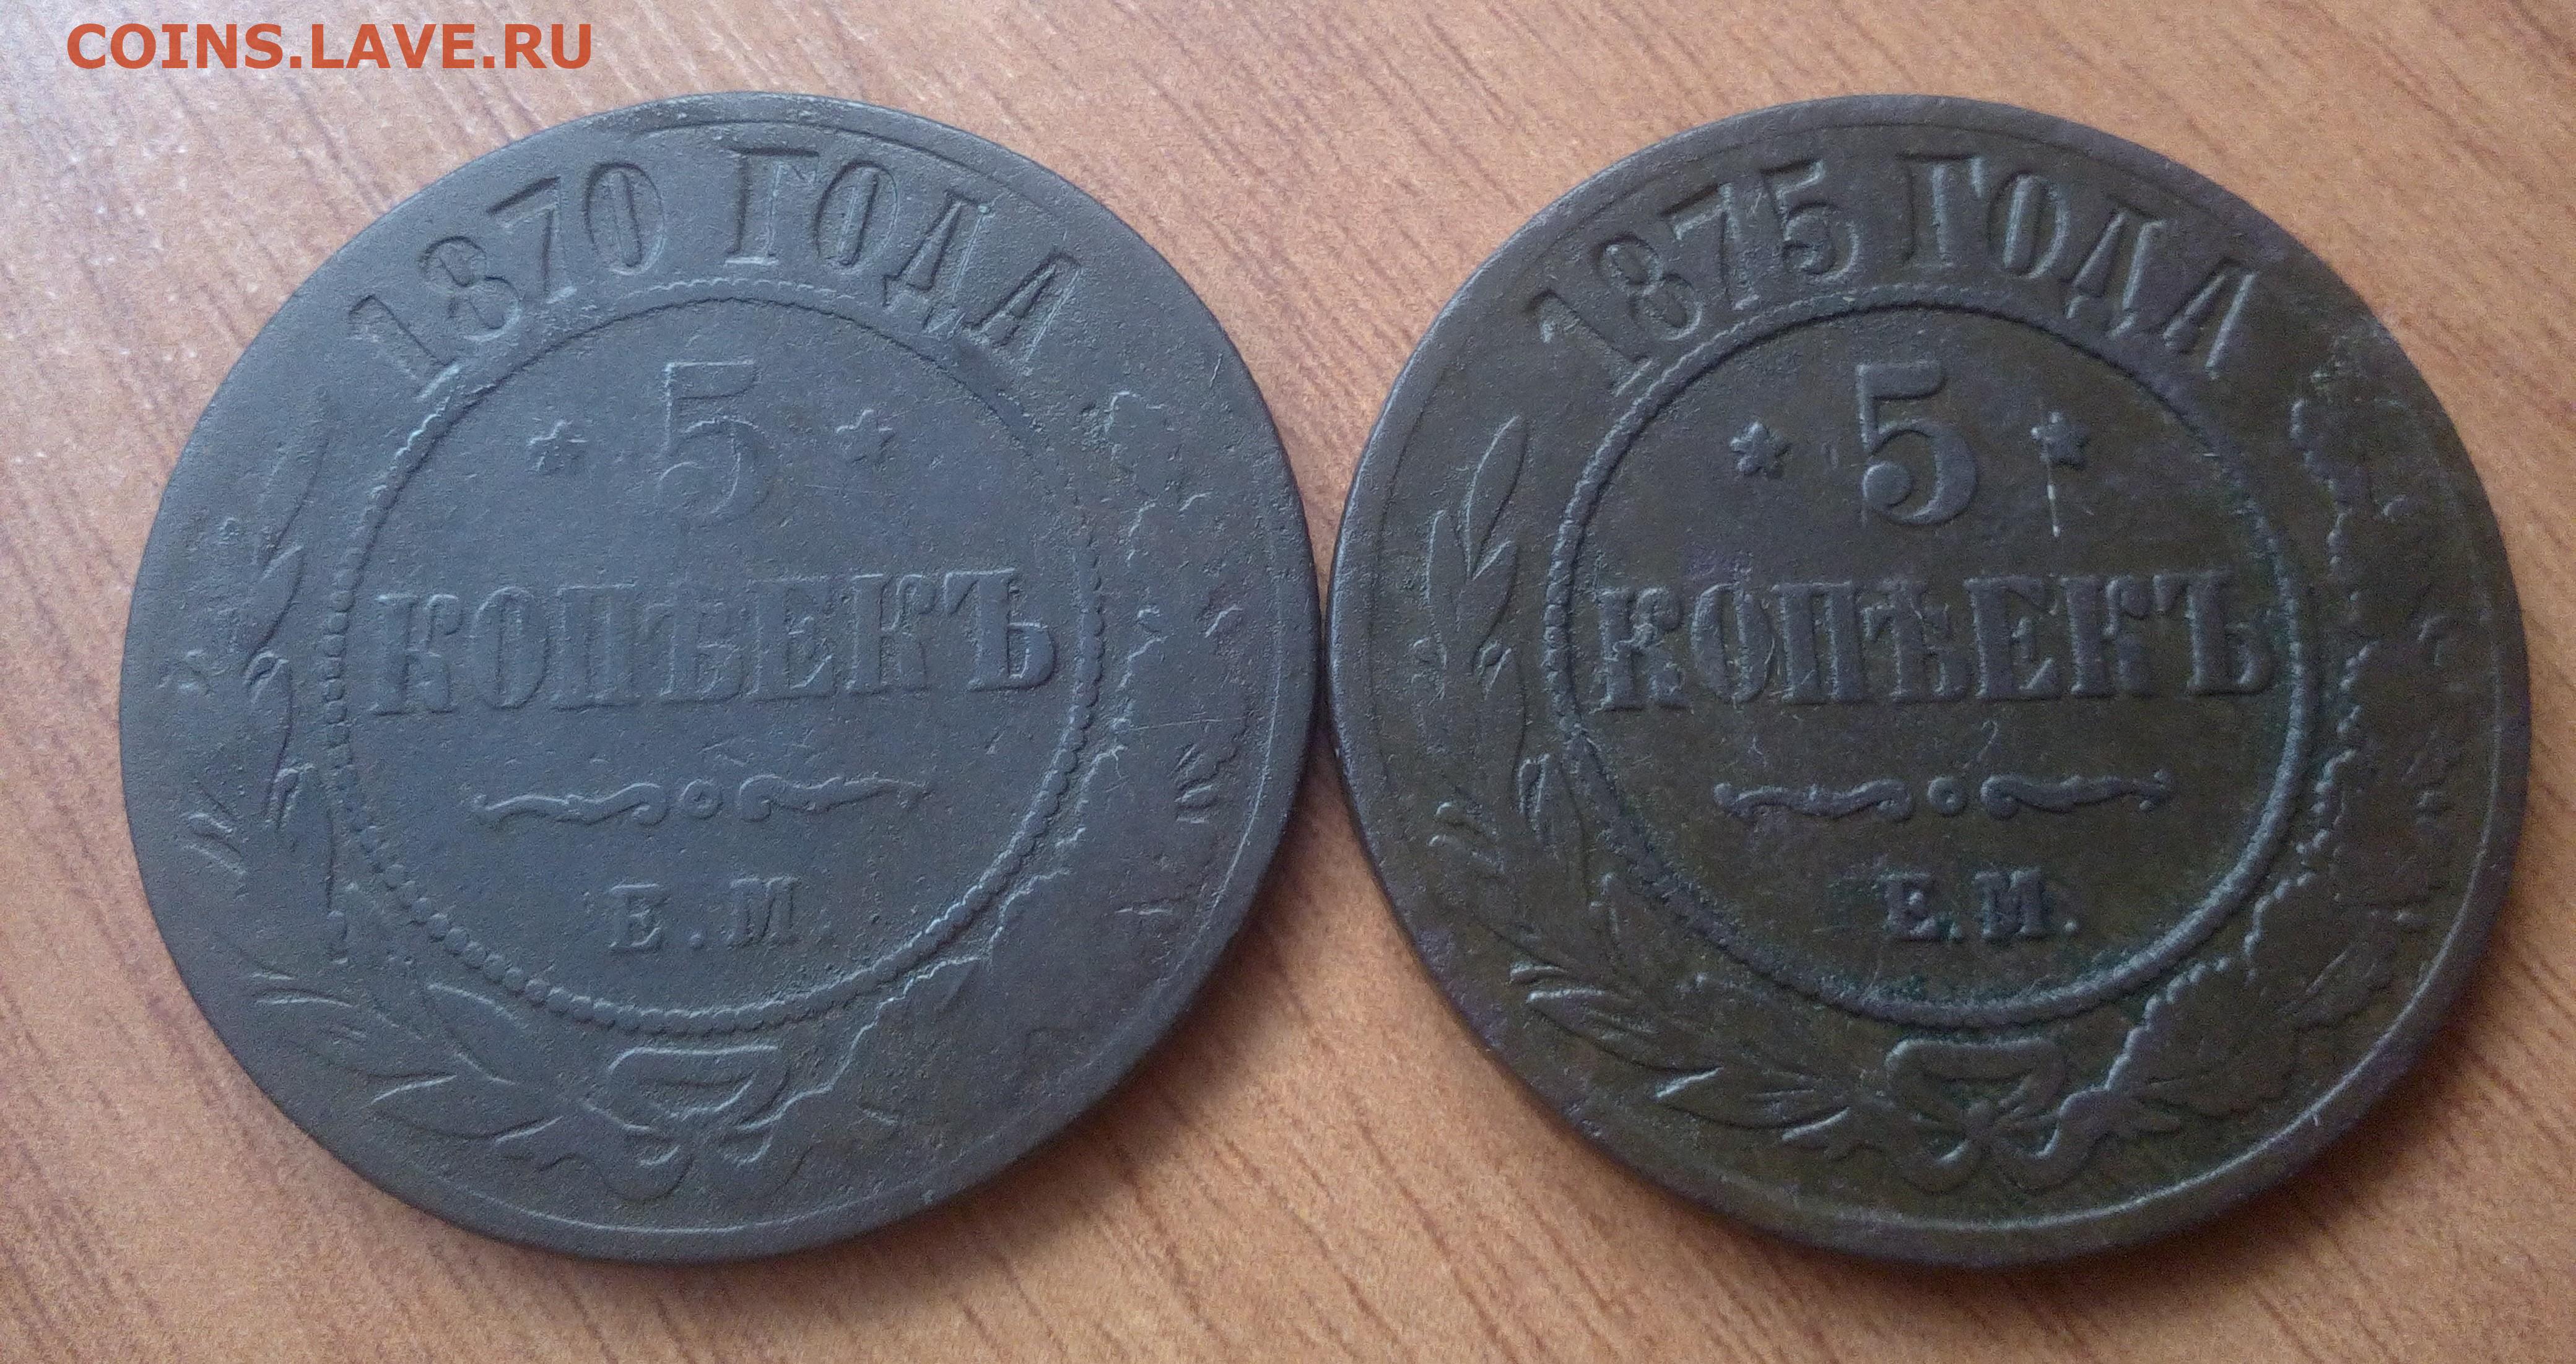 COINS.LAVE.RU
1870 ГОДА
5
КОПѢЕКЪ
Е.М.
1875 ГОДА
5
КОПѢЕКЪ
Е.М.